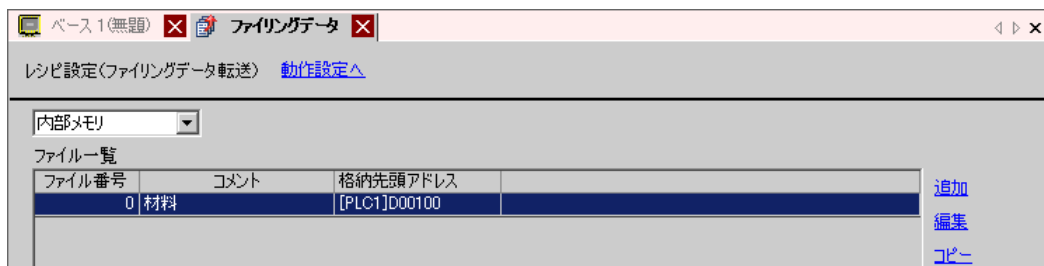 ベース 1(無題) ファイリングデータ
レシピ設定(ファイリングデータ転送) 動作設定へ
内部メモリ
ファイル一覧
ファイル番号 コメント 格納先頭アドレス
0 材料 [PLC1]D00100
追加
編集
コピー